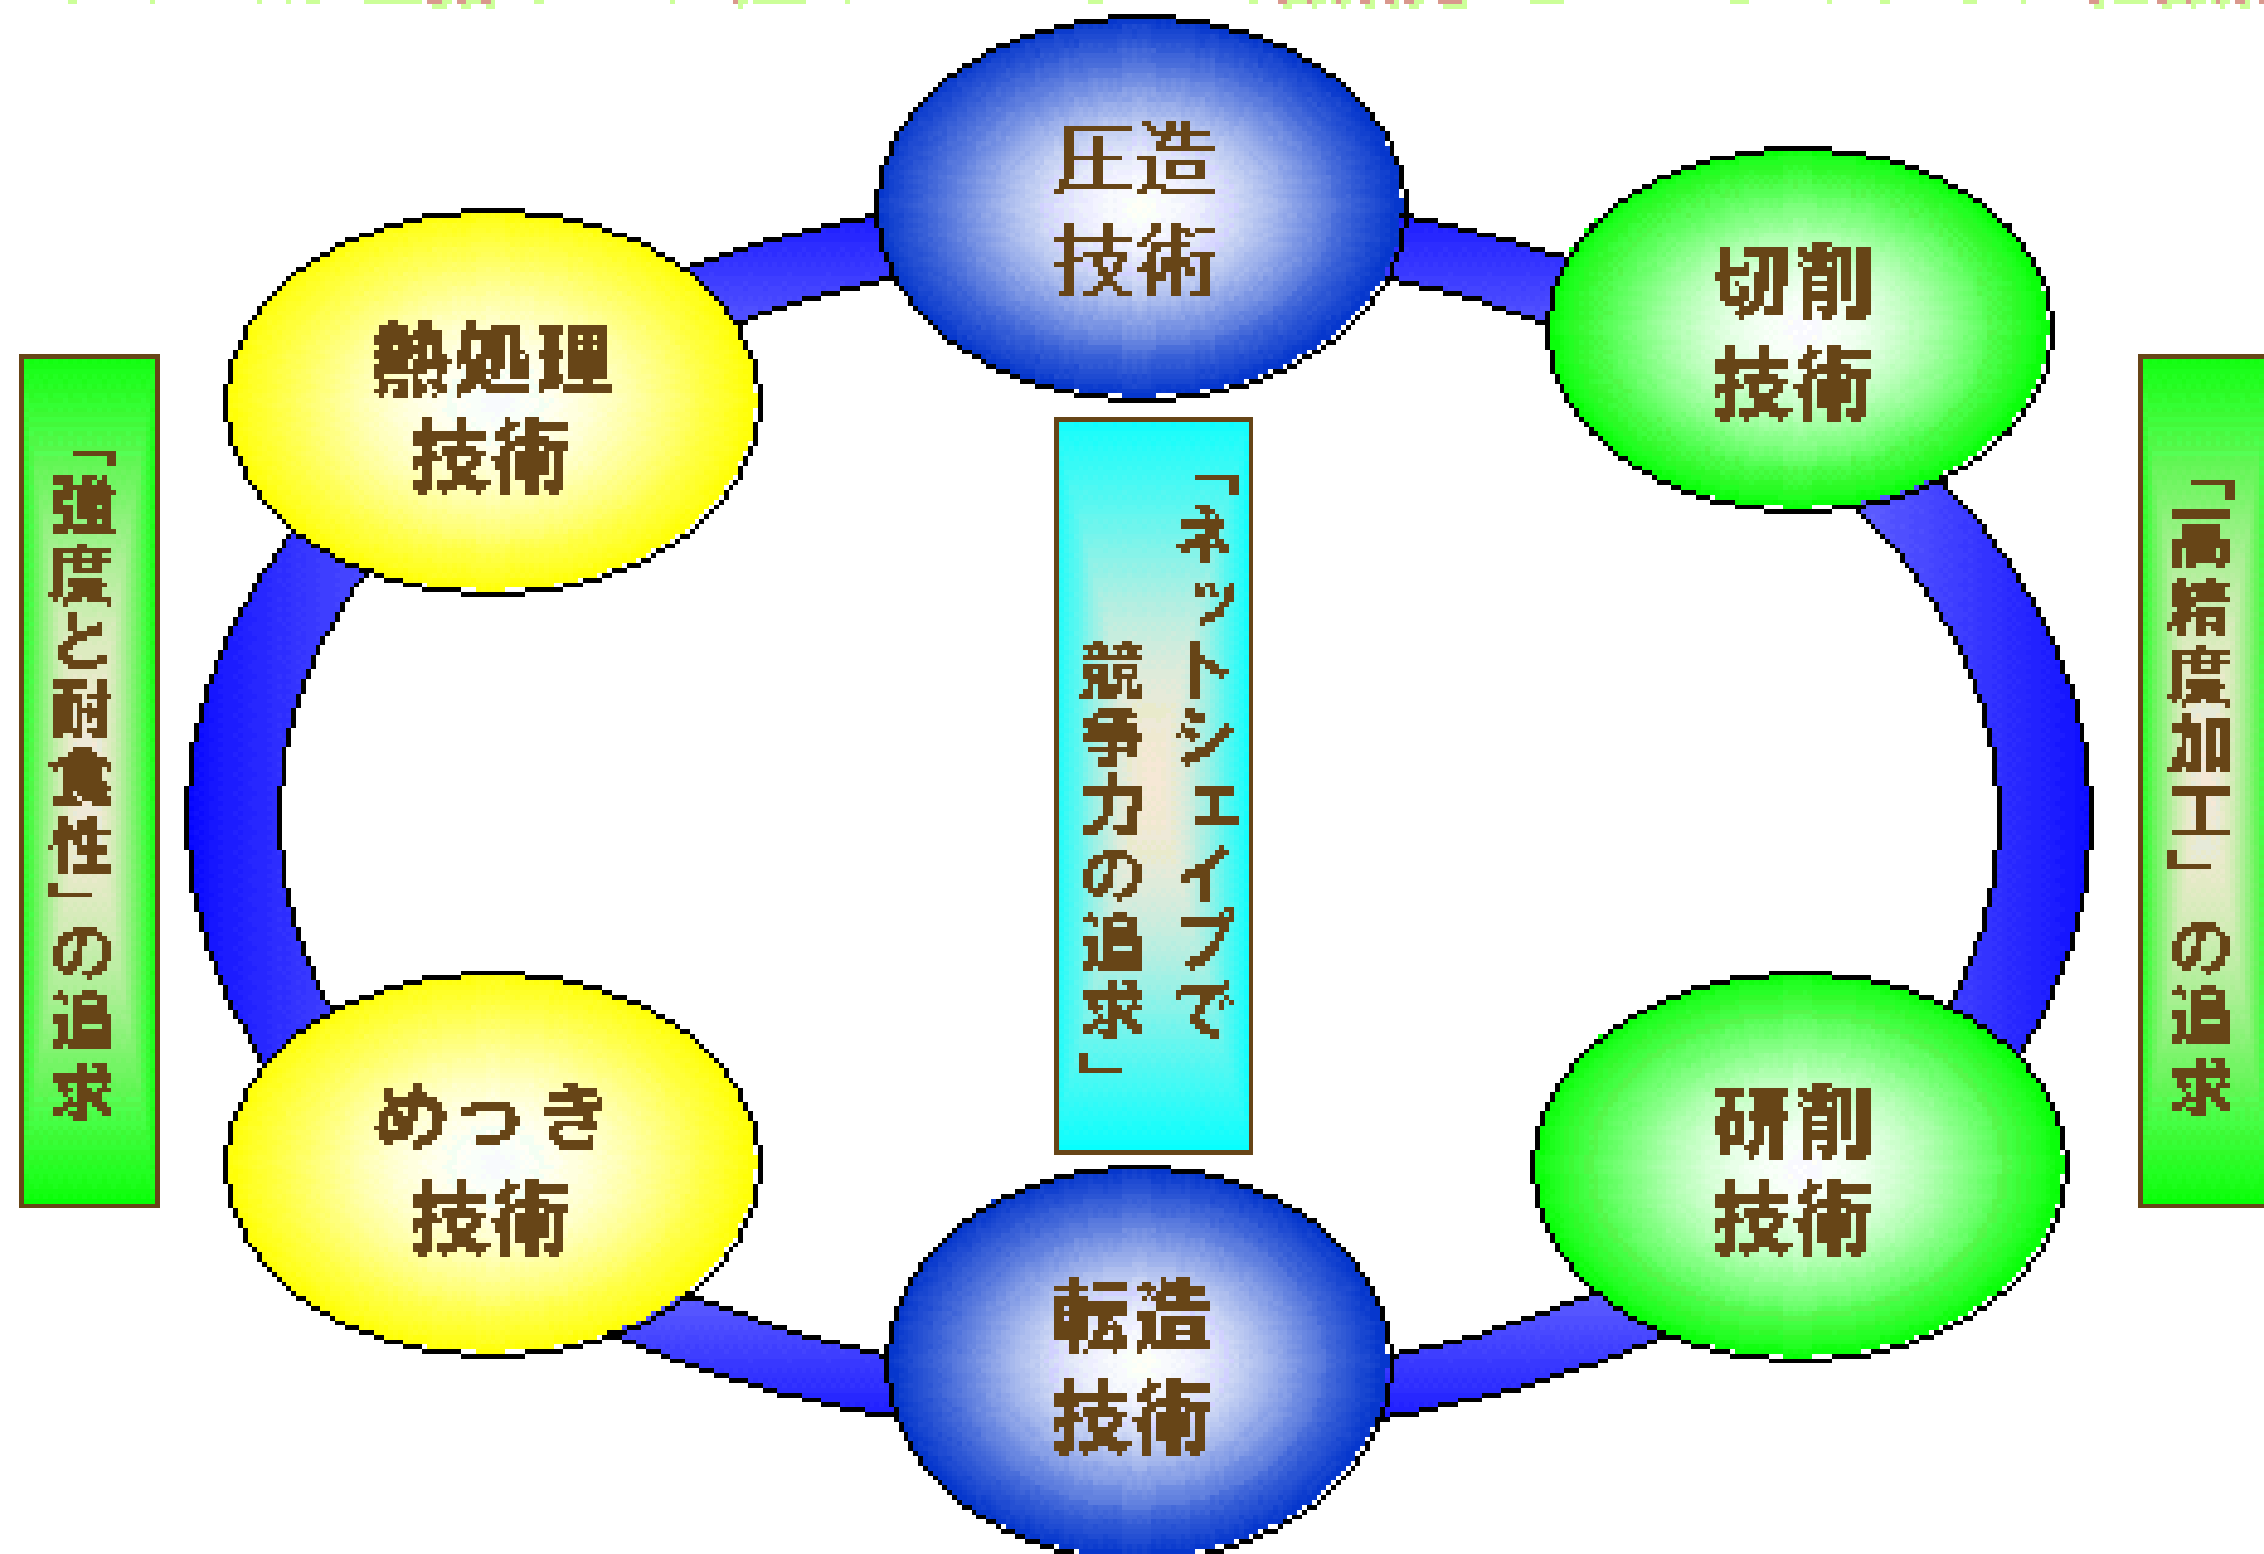 圧造
技術
切削
技術
熱処理
技術
「強度と耐食性」の追求
「ネットシェイプで
競争力の追求」
「高精度加工」の追求
めっき
技術
研削
技術
転造
技術